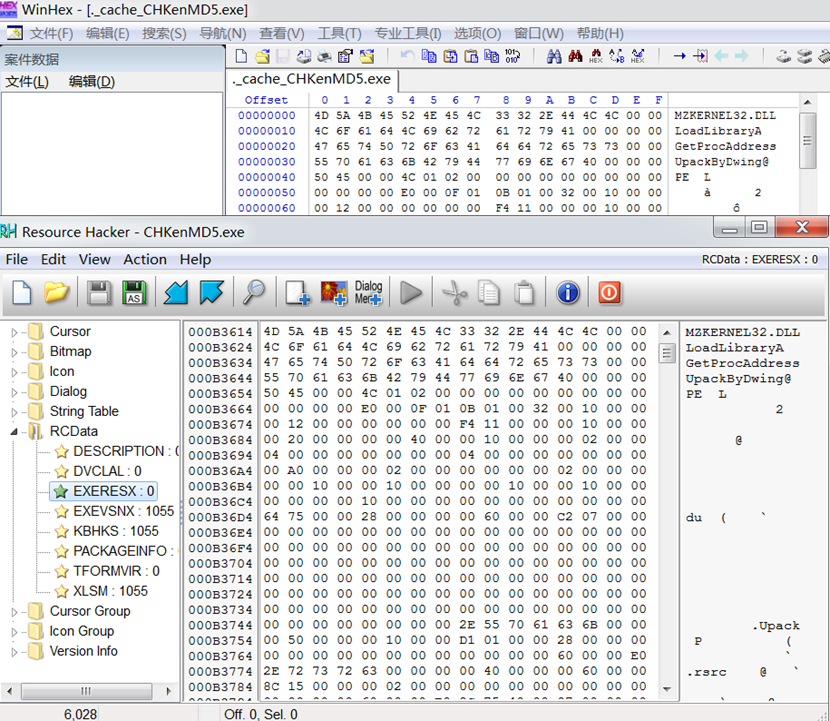 WinHex - [._cache_CHKenMD5.exe]
文件(F) 编辑(E) 搜索(S) 导航(N) 查看(V) 工具(T) 专业工具(I) 选项(O) 窗口(W) 帮助(H)
案件数据
文件(L) 编辑(D)
._cache_CHKenMD5.exe
Offset 0 1 2 3 4 5 6 7 8 9 A B C D E F
00000000 4D 5A 4B 45 52 4E 45 4C 33 32 2E 44 4C 4C 00 00 MZKERNEL32.DLL
00000010 4C 6F 61 64 4C 69 62 72 61 72 79 41 00 00 00 00 LoadLibraryA
00000020 47 65 74 50 72 6F 63 41 64 64 72 65 73 73 00 00 GetProcAddress
00000030 55 70 61 63 6B 42 79 44 77 69 6E 67 40 00 00 00 UpackByDwing@
00000040 50 45 00 00 4C 01 02 00 00 00 00 00 00 00 00 00 PE L
00000050 00 00 00 00 E0 00 0F 01 0B 01 00 32 00 10 00 00 à 2
00000060 00 12 00 00 00 00 00 00 F4 11 00 00 00 10 00 00 ô
Resource Hacker - CHKenMD5.exe
File Edit View Action Help
RCData : EXERESX : 0
AS
Dialog
Men
Cursor
Bitmap
Icon
Dialog
String Table
RCData
DESCRIPTION : 0
DVCLAL : 0
EXERESX : 0
EXEVSNX : 1055
KBHKS : 1055
PACKAGEINFO :
TFORMVIR : 0
XLSM : 1055
Cursor Group
Icon Group
Version Info
000B3614 4D 5A 4B 45 52 4E 45 4C 33 32 2E 44 4C 4C 00 00 MZKERNEL32.DLL
000B3624 4C 6F 61 64 4C 69 62 72 61 72 79 41 00 00 00 00 LoadLibraryA
000B3634 47 65 74 50 72 6F 63 41 64 64 72 65 73 73 00 00 GetProcAddress
000B3644 55 70 61 63 6B 42 79 44 77 69 6E 67 40 00 00 00 UpackByDwing@
000B3654 50 45 00 00 4C 01 02 00 00 00 00 00 00 00 00 00 PE L
000B3664 00 00 00 00 E0 00 0F 01 0B 01 00 32 00 10 00 00 2
000B3674 00 12 00 00 00 00 00 00 F4 11 00 00 00 10 00 00
000B3684 00 20 00 00 00 00 40 00 00 10 00 00 00 02 00 00 @
000B3694 04 00 00 00 00 00 00 00 04 00 00 00 00 00 00 00
000B36A4 00 A0 00 00 00 02 00 00 00 00 00 00 02 00 00 00
000B36B4 00 00 10 00 00 10 00 00 00 00 10 00 00 10 00 00
000B36C4 00 00 00 00 10 00 00 00 00 00 00 00 00 00 00 00
000B36D4 64 75 00 00 28 00 00 00 00 60 00 00 C2 07 00 00 du ( `
000B36E4 00 00 00 00 00 00 00 00 00 00 00 00 00 00 00 00
000B36F4 00 00 00 00 00 00 00 00 00 00 00 00 00 00 00 00
000B3704 00 00 00 00 00 00 00 00 00 00 00 00 00 00 00 00
000B3714 00 00 00 00 00 00 00 00 00 00 00 00 00 00 00 00
000B3724 00 00 00 00 00 00 00 00 00 00 00 00 00 00 00 00
000B3734 00 00 00 00 00 00 00 00 00 00 00 00 00 00 00 00
000B3744 00 00 00 00 00 00 00 00 2E 55 70 61 63 6B 00 00 .Upack
000B3754 00 50 00 00 00 10 00 00 D1 01 00 00 28 00 00 00 P (
000B3764 00 00 00 00 00 00 00 00 00 00 00 00 60 00 00 E0 `
000B3774 2E 72 73 72 63 00 00 00 00 40 00 00 00 60 00 00 .rsrc @ `
000B3784 8C 15 00 00 00 02 00 00 00 00 00 00 00 00 00 00
6,028
Off. 0, Sel. 0